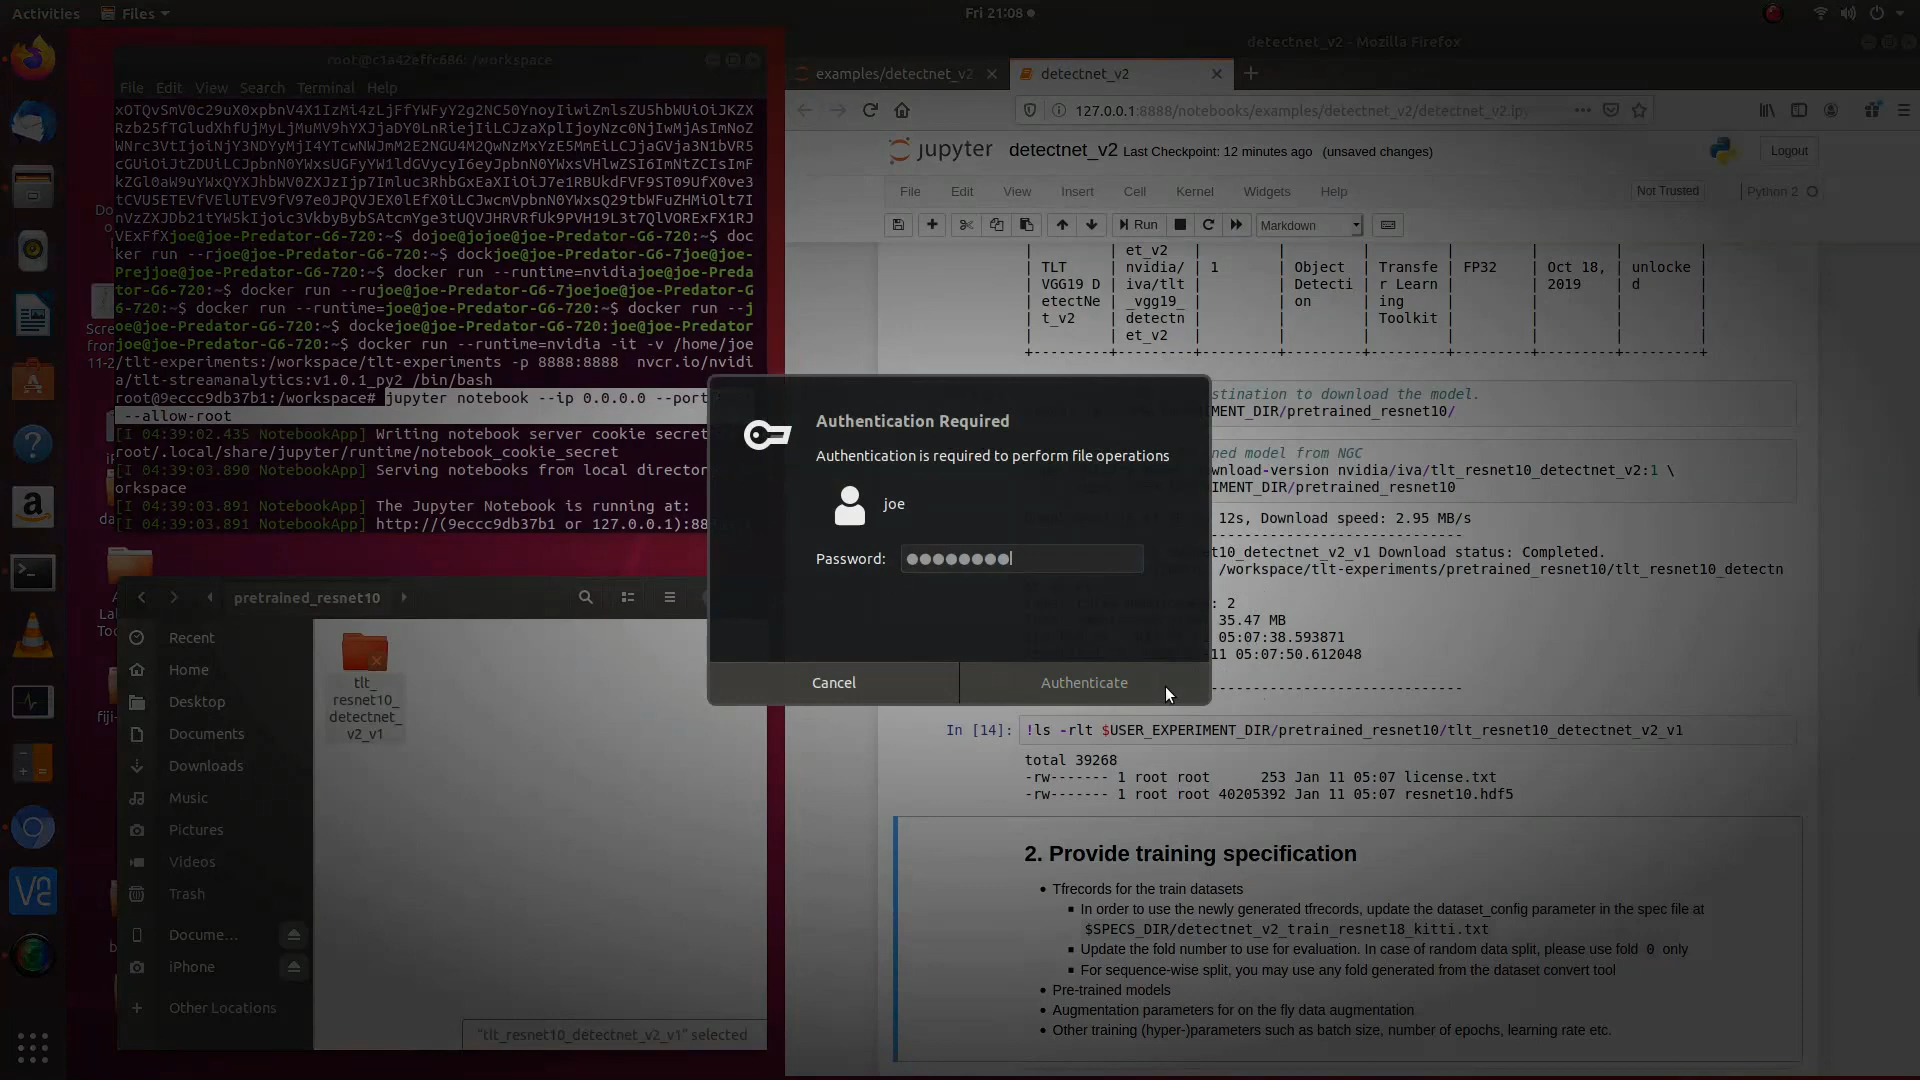 Activities
Files
Fri 21:08
detectnet_v2 - Mozilla Firefox
root@c1a42effc686: /workspace
File Edit View Search Terminal Help
VExFfXjoe@joe-Predator-G6-720:~$ dojoe@jojoe@joe-Predator-G6-720:~$ doc
ker run --rjoe@joe-Predator-G6-720:~$ dockjoe@joe-Predator-G6-7joe@joe-
Prejjoe@joe-Predator-G6-720:~$ docker run --runtime=nvidiajoe@joe-Preda
tor-G6-720:~$ docker run --rujoe@joe-Predator-G6-7joejoe@joe-Predator-G
6-720:~$ docker run --runtime=joe@joe-Predator-G6-720:~$ docker run --j
oe@joe-Predator-G6-720:~$ dockejoe@joe-Predator-G6-720:joe@joe-Predator
joe@joe-Predator-G6-720:~$ docker run --runtime=nvidia -it -v /home/joe
/tlt-experiments:/workspace/tlt-experiments -p 8888:8888 nvcr.io/nvidi
a/tlt-streamanalytics:v1.0.1_py2 /bin/bash
root@9eccc9db37b1:/workspace# jupyter notebook --ip 0.0.0.0 --port
--allow-root
[I 04:39:02.435 NotebookApp] Writing notebook server cookie secret
root/.local/share/jupyter/runtime/notebook_cookie_secret
[I 04:39:03.890 NotebookApp] Serving notebooks from local director
orkspace
[I 04:39:03.891 NotebookApp] The Jupyter Notebook is running at:
[I 04:39:03.891 NotebookApp] http://(9eccc9db37b1 or 127.0.0.1):88
pretrained_resnet10
Recent
Home
Desktop
Documents
Downloads
Music
Pictures
Videos
Trash
Docume...
iPhone
Other Locations
tlt_
resnet10_
detectnet_
v2_v1
"tlt_resnet10_detectnet_v2_v1" selected
examples/detectnet_v2
detectnet_v2
127.0.0.1:8888/notebooks/examples/detectnet_v2/detectnet_v2.ip
jupyter detectnet_v2 Last Checkpoint: 12 minutes ago (unsaved changes)
Logout
File Edit View Insert Cell Kernel Widgets Help
Not Trusted
Python 2
Run
Markdown
| | et_v2 | | | | | | |
| TLT | nvidia/ | 1 | Object | Transfe | FP32 | Oct 18, | unlocke |
| VGG19 D | iva/tlt | | Detecti | r Learn | | 2019 | d |
| etectNe | _vgg19_ | | on | ing | | | |
| t_v2 | detectn | | | Toolkit | | | |
| | et_v2 | | | | | | |
+---------+---------+---------+---------+---------+---------+---------+---------+
stination to download the model.
IMENT_DIR/pretrained_resnet10/
ned model from NGC
ownload-version nvidia/iva/tlt_resnet10_detectnet_v2:1 \
IMENT_DIR/pretrained_resnet10
12s, Download speed: 2.95 MB/s
t10_detectnet_v2_v1 Download status: Completed.
/workspace/tlt-experiments/pretrained_resnet10/tlt_resnet10_detectn
: 2
35.47 MB
05:07:38.593871
-11 05:07:50.612048
Authentication Required
Authentication is required to perform file operations
joe
Password: ●●●●●●●●
Cancel
Authenticate
In [14]: !ls -rlt $USER_EXPERIMENT_DIR/pretrained_resnet10/tlt_resnet10_detectnet_v2_v1
total 39268
-rw------- 1 root root 253 Jan 11 05:07 license.txt
-rw------- 1 root root 40205392 Jan 11 05:07 resnet10.hdf5
2. Provide training specification
• Tfrecords for the train datasets
▪ In order to use the newly generated tfrecords, update the dataset_config parameter in the spec file at
$SPECS_DIR/detectnet_v2_train_resnet18_kitti.txt
▪ Update the fold number to use for evaluation. In case of random data split, please use fold 0 only
▪ For sequence-wise split, you may use any fold generated from the dataset convert tool
• Pre-trained models
• Augmentation parameters for on the fly data augmentation
• Other training (hyper-)parameters such as batch size, number of epochs, learning rate etc.